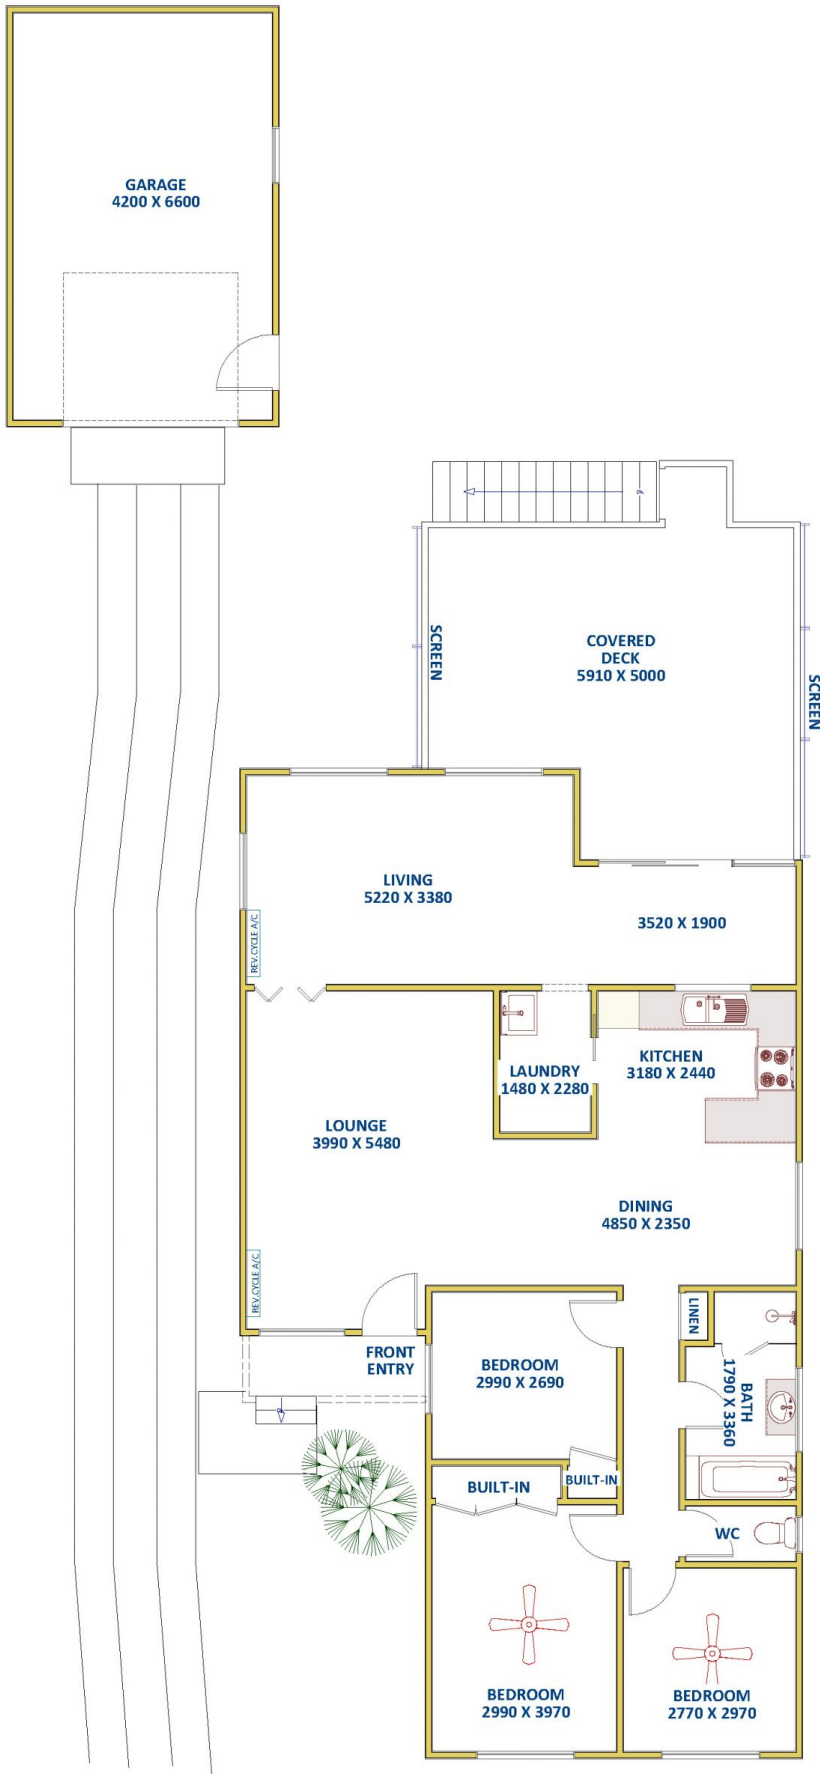 GARAGE
4200 X 6600
SCREEN
COVERED
DECK
5910 X 5000
SCREEN
LIVING
5220 X 3380
3520 X 1900
REV.CYCLE A/C
LAUNDRY
1480 X 2280
KITCHEN
3180 X 2440
LOUNGE
3990 X 5480
DINING
4850 X 2350
REV.CYCLE A/C
LINEN
FRONT
ENTRY
BEDROOM
2990 X 2690
BATH
1790 X 3360
BUILT-IN
BUILT-IN
WC
BEDROOM
2990 X 3970
BEDROOM
2770 X 2970